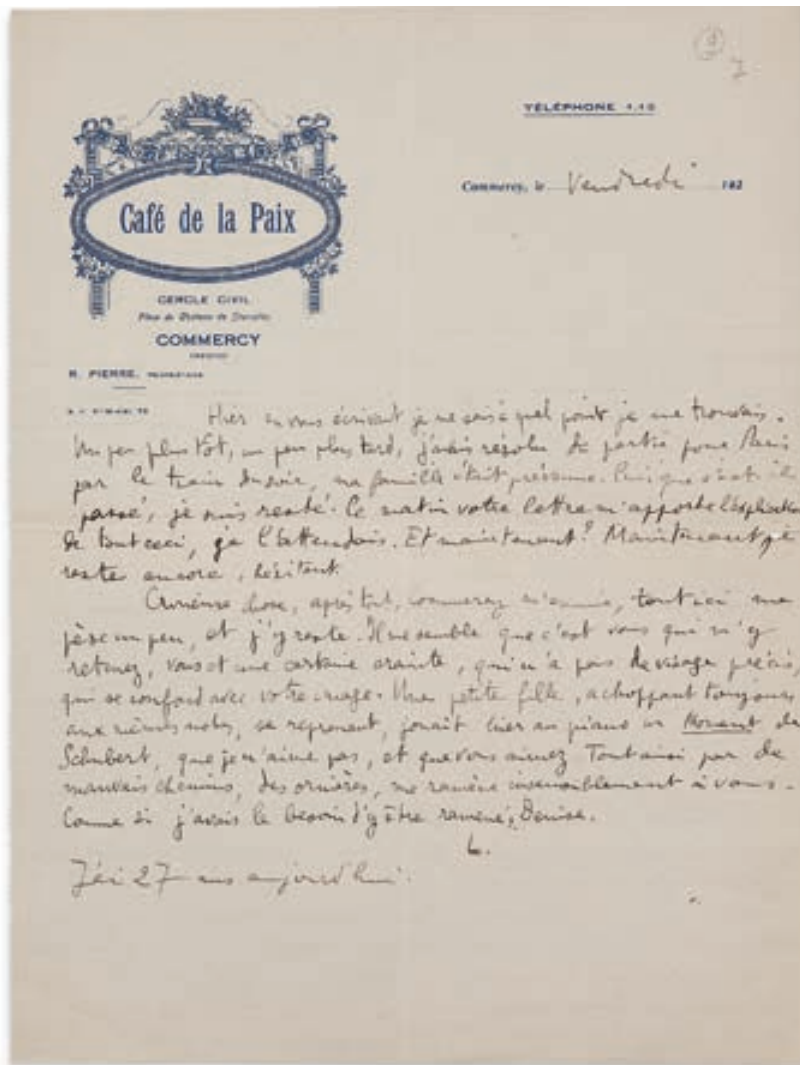 7
TÉLÉPHONE 1.10
Commercy, le Vendredi 192
Café de la Paix
CERCLE CIVIL
COMMERCY
R. PIERRE,
Hier en vous écrivant je ne sais à quel point je me trouvais.
Un peu plus tôt, un peu plus tard, j'avais résolu de partir pour Paris
par le train du soir, ma famille était prévenue. Puis que s'est-il
passé, je suis resté. Ce matin votre lettre m'apporte l'explication
de tout ceci, je l'attendais. Et maintenant? Maintenant je
reste encore, hésitant.
Curieuse chose, après tout, Commercy m'ennuie, tout ici me
pèse un peu, et j'y reste. Il me semble que c'est vous qui m'y
retenez, vous et une certaine crainte, qui n'a pas de visage précis,
qui se confond avec votre image. Une petite fille, achoppant toujours
aux mêmes notes, se reprenant, jouait hier au piano un Moment de
Schubert, que je n'aime pas, et que vous aimez Tout ainsi par de
mauvais chemins, des ornières, me ramène insensiblement à vous.
Comme si j'avais le besoin d'y être ramené, Denise.
L.
J'ai 27 ans aujourd'hui.